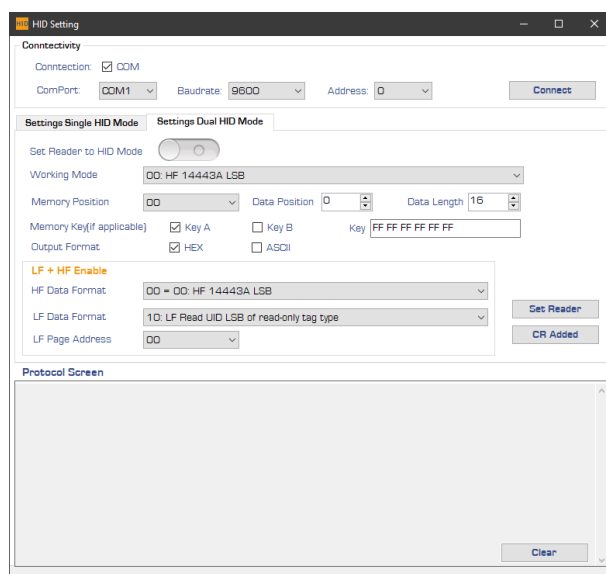 HID HID Setting
Conntectivity
Conntection: COM
ComPort: COM1 Baudrate: 9600 Address: 0 Connect
Settings Single HID Mode Settings Dual HID Mode
Set Reader to HID Mode
Working Mode 00: HF 14443A LSB
Memory Position 00 Data Position 0 Data Length 16
Memory Key(if applicable) Key A Key B Key FF FF FF FF FF FF
Output Format HEX ASCII
LF + HF Enable
HF Data Format 00 = 00: HF 14443A LSB
LF Data Format 10: LF Read UID LSB of read-only tag type
Set Reader
LF Page Address 00
CR Added
Protocol Screen
Clear